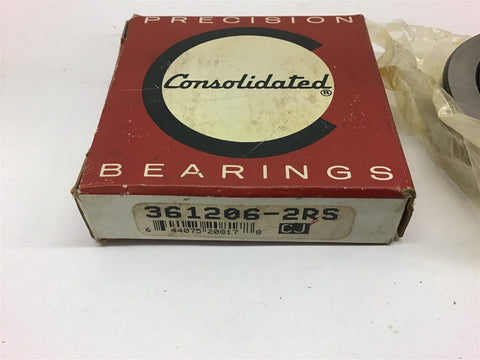 PRECISION
Consolidated®
BEARINGS
361206-2RS
6 44075 20817 8
CJ